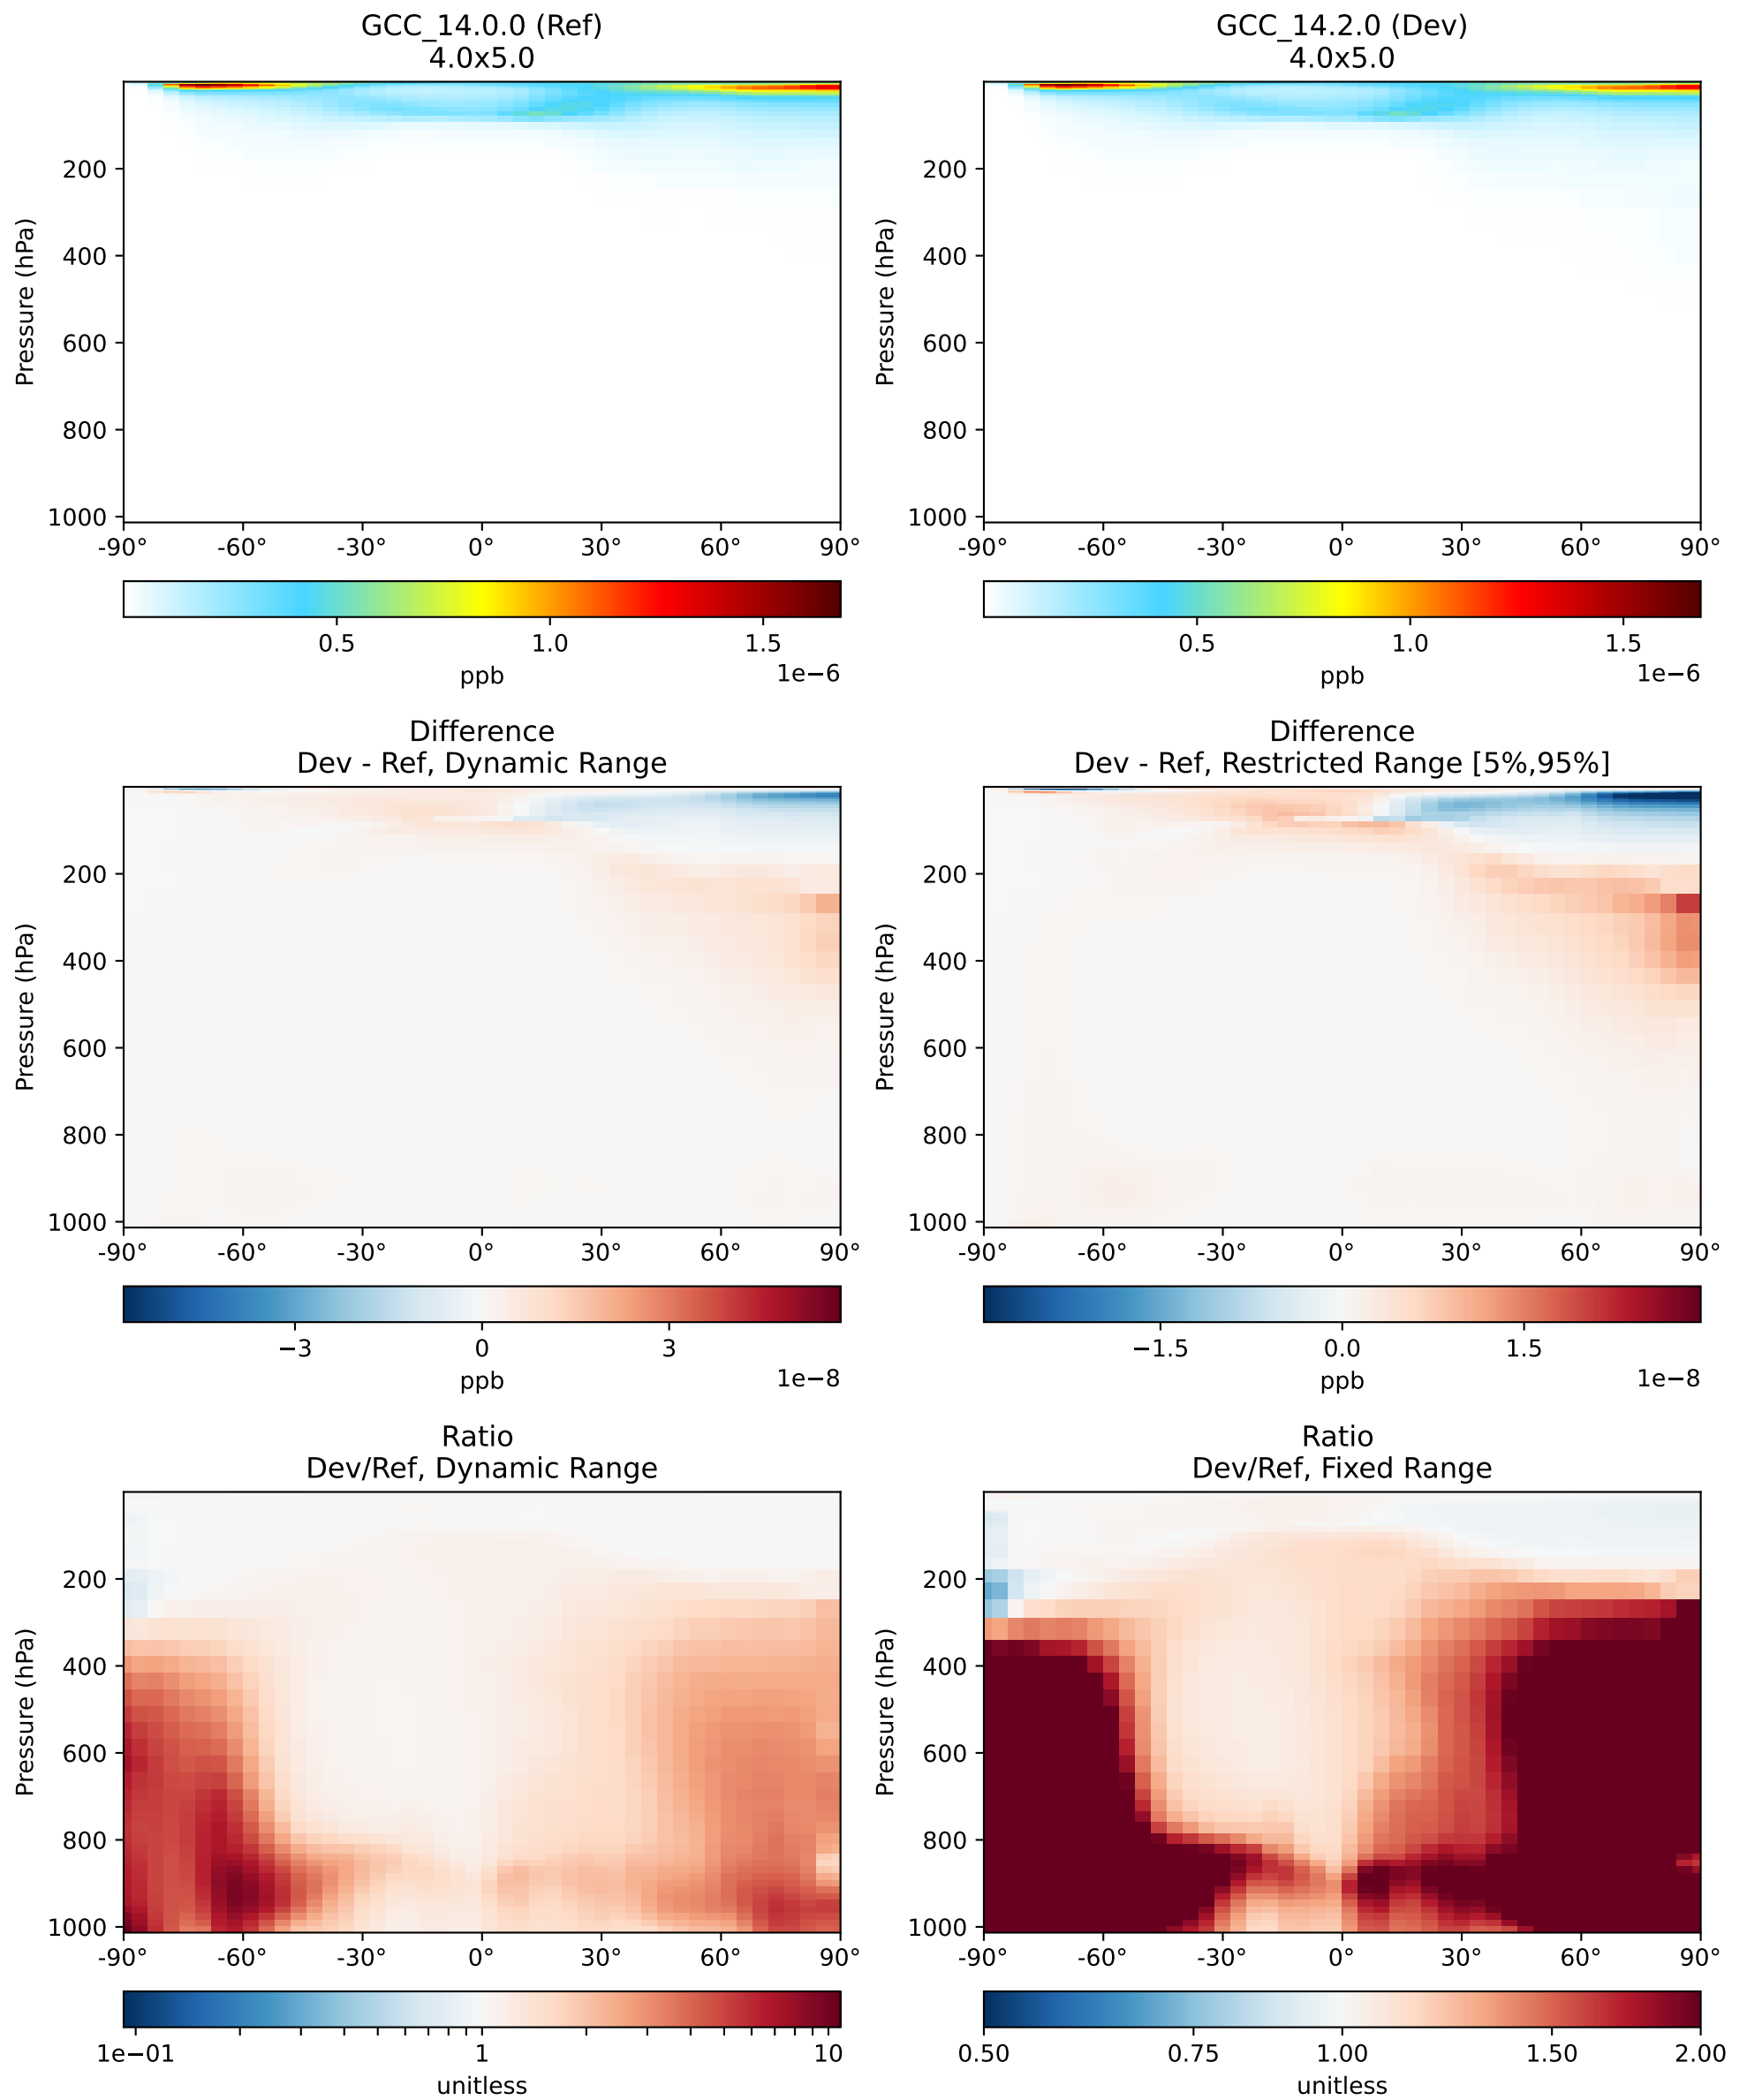 GCC_14.0.0 (Ref)
4.0x5.0
GCC_14.2.0 (Dev)
4.0x5.0
Pressure (hPa)
200
400
600
800
1000
-90° -60° -30° 0° 30° 60° 90°
0.5 1.0 1.5
ppb
1e−6
Pressure (hPa)
200
400
600
800
1000
-90° -60° -30° 0° 30° 60° 90°
0.5 1.0 1.5
ppb
1e−6
Difference
Dev - Ref, Dynamic Range
Pressure (hPa)
200
400
600
800
1000
-90° -60° -30° 0° 30° 60° 90°
−3 0 3
ppb
1e−8
Difference
Dev - Ref, Restricted Range [5%,95%]
Pressure (hPa)
200
400
600
800
1000
-90° -60° -30° 0° 30° 60° 90°
−1.5 0.0 1.5
ppb
1e−8
Ratio
Dev/Ref, Dynamic Range
Pressure (hPa)
200
400
600
800
1000
-90° -60° -30° 0° 30° 60° 90°
1e−01 1 10
unitless
Ratio
Dev/Ref, Fixed Range
Pressure (hPa)
200
400
600
800
1000
-90° -60° -30° 0° 30° 60° 90°
0.50 0.75 1.00 1.50 2.00
unitless